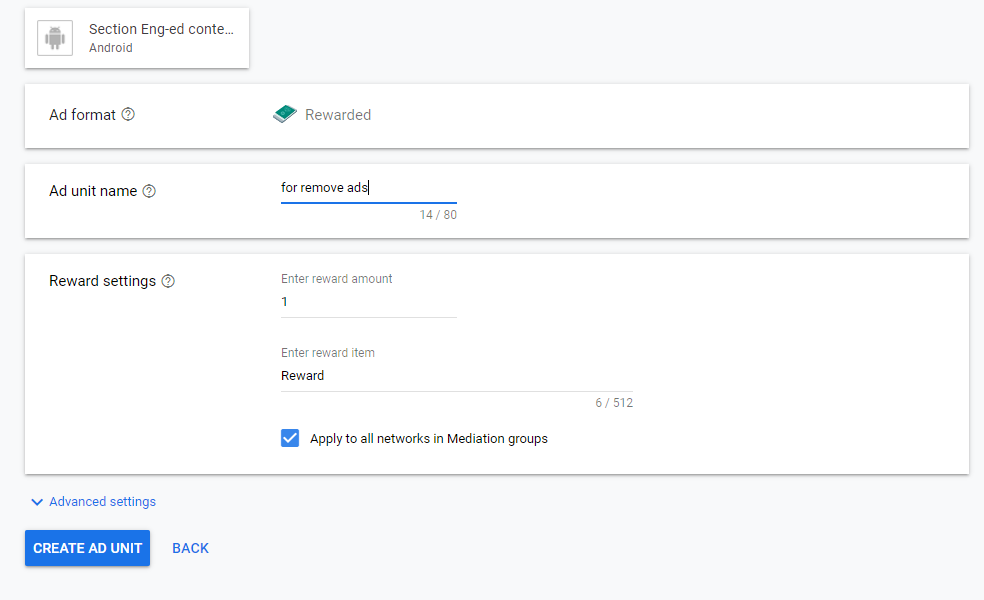 Section Eng-ed conte...
Android
Ad format
Rewarded
Ad unit name
for remove ads
14 / 80
Reward settings
Enter reward amount
1
Enter reward item
Reward
6 / 512
Apply to all networks in Mediation groups
Advanced settings
CREATE AD UNIT
BACK